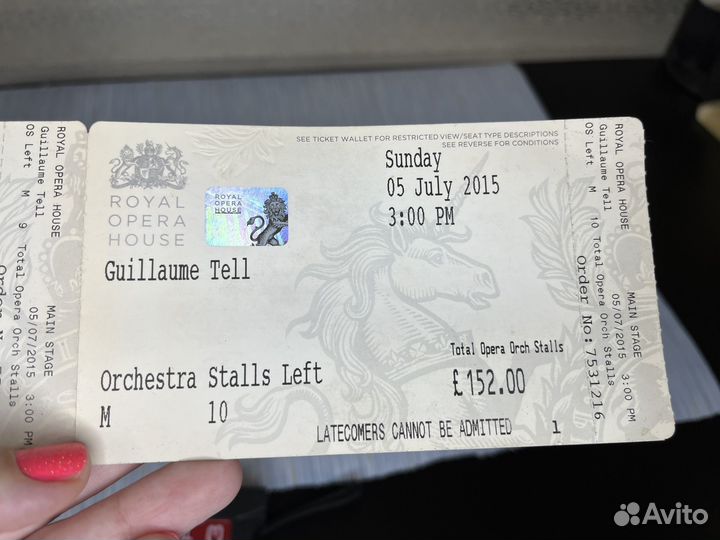 ROYAL OPERA HOUSE
Guillaume Tell
OS Left M 9 Total Opera Orch Stalls
MAIN STAGE
05/07/2015 3:00 PM
SEE TICKET WALLET FOR RESTRICTED VIEW/SEAT TYPE DESCRIPTIONS
SEE REVERSE FOR CONDITIONS
ROYAL
OPERA
HOUSE
ROYAL
OPERA
HOUSE
Sunday
05 July 2015
3:00 PM
Guillaume Tell
Total Opera Orch Stalls
Orchestra Stalls Left
£152.00
M 10
LATECOMERS CANNOT BE ADMITTED 1
ROYAL OPERA HOUSE
Guillaume Tell
OS Left M 10 Total Opera Orch Stalls
MAIN STAGE
05/07/2015 3:00 PM
Order No:7531216
Avito